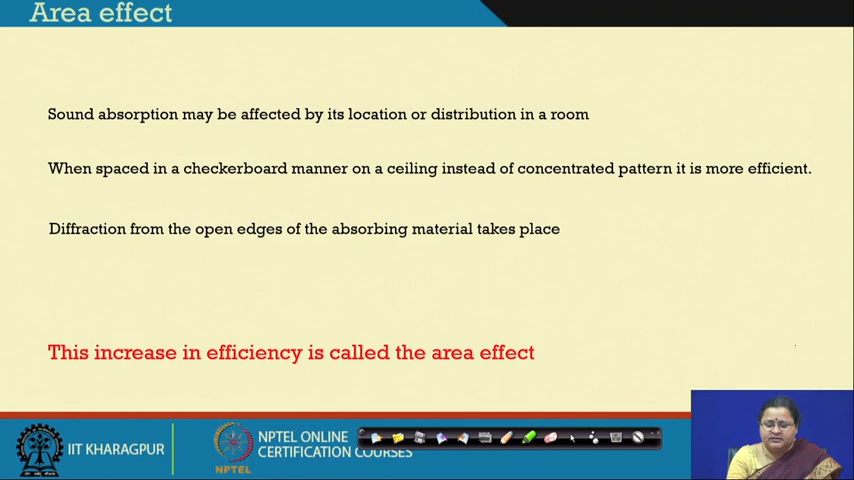 Area effect
Sound absorption may be affected by its location or distribution in a room
When spaced in a checkerboard manner on a ceiling instead of concentrated pattern it is more efficient.
Diffraction from the open edges of the absorbing material takes place
This increase in efficiency is called the area effect
IIT KHARAGPUR
NPTEL
NPTEL ONLINE
CERTIFICATION COURSES